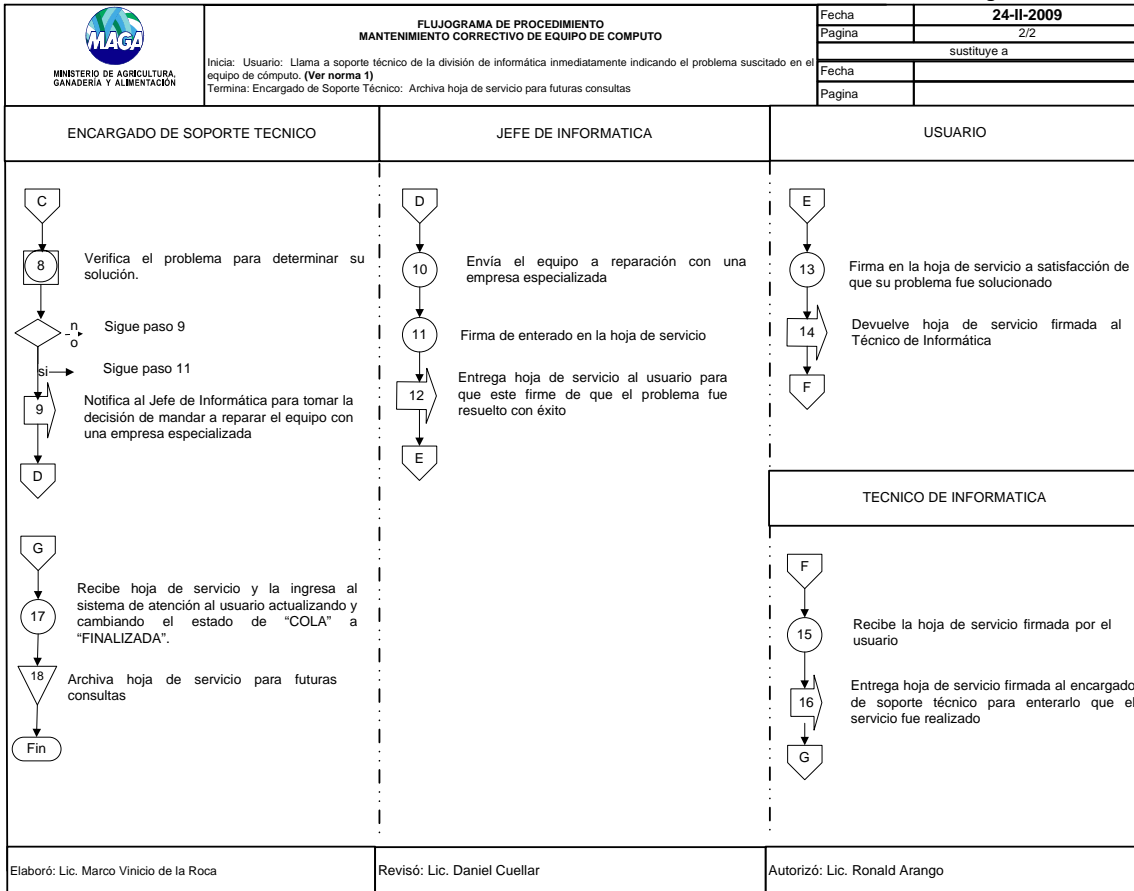 MAGA
MINISTERIO DE AGRICULTURA,
GANADERÍA Y ALIMENTACIÓN
FLUJOGRAMA DE PROCEDIMIENTO
MANTENIMIENTO CORRECTIVO DE EQUIPO DE COMPUTO
Inicia: Usuario: Llama a soporte técnico de la división de informática inmediatamente indicando el problema suscitado en el
equipo de cómputo. (Ver norma 1)
Termina: Encargado de Soporte Técnico: Archiva hoja de servicio para futuras consultas
Fecha 24-II-2009
Pagina 2/2
sustituye a
Fecha
Pagina
ENCARGADO DE SOPORTE TECNICO
C
8
Verifica el problema para determinar su
solución.
n
o
Sigue paso 9
si
Sigue paso 11
9
Notifica al Jefe de Informática para tomar la
decisión de mandar a reparar el equipo con
una empresa especializada
D
G
17
Recibe hoja de servicio y la ingresa al
sistema de atención al usuario actualizando y
cambiando el estado de “COLA” a
“FINALIZADA”.
18
Archiva hoja de servicio para futuras
consultas
Fin
JEFE DE INFORMATICA
D
10
Envía el equipo a reparación con una
empresa especializada
11
Firma de enterado en la hoja de servicio
12
Entrega hoja de servicio al usuario para
que este firme de que el problema fue
resuelto con éxito
E
USUARIO
E
13
Firma en la hoja de servicio a satisfacción de
que su problema fue solucionado
14
Devuelve hoja de servicio firmada al
Técnico de Informática
F
TECNICO DE INFORMATICA
F
15
Recibe la hoja de servicio firmada por el
usuario
16
Entrega hoja de servicio firmada al encargado
de soporte técnico para enterarlo que el
servicio fue realizado
G
Elaboró: Lic. Marco Vinicio de la Roca
Revisó: Lic. Daniel Cuellar
Autorizó: Lic. Ronald Arango